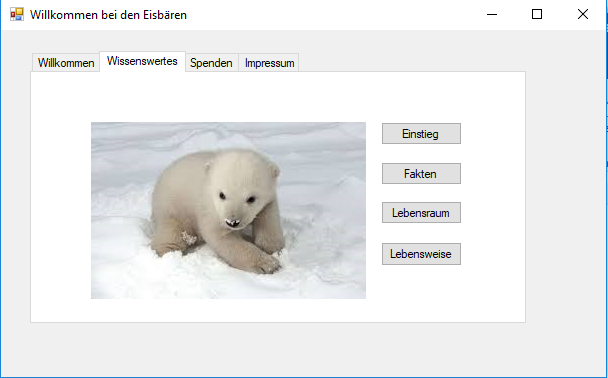 Willkommen bei den Eisbären
Willkommen Wissenswertes Spenden Impressum
Einstieg
Fakten
Lebensraum
Lebensweise